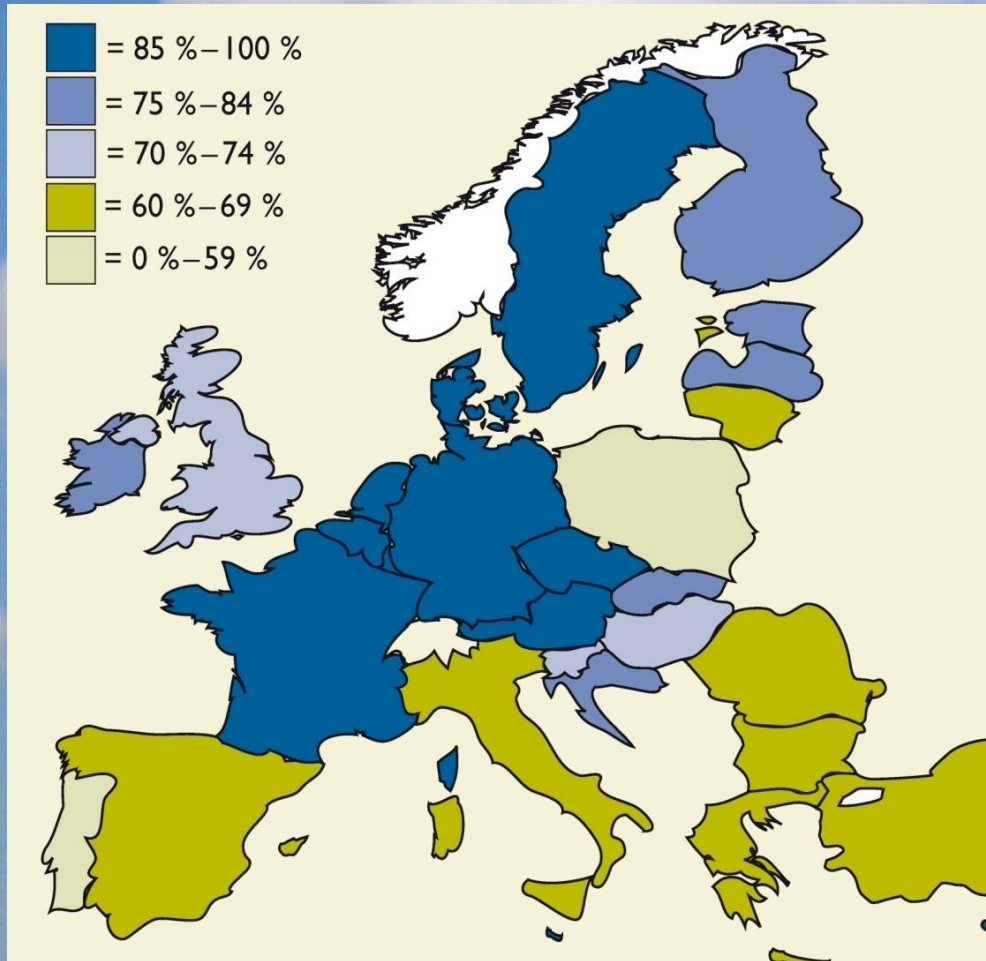 = 85 %–100 %
= 75 %–84 %
= 70 %–74 %
= 60 %–69 %
= 0 %–59 %